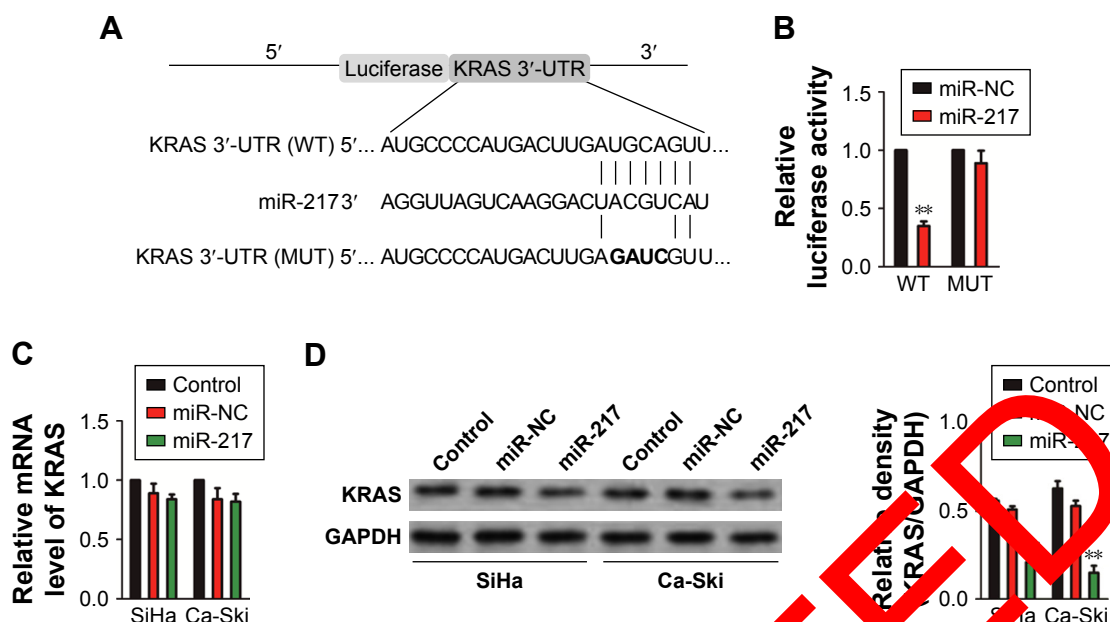 A
5′ 3′
Luciferase KRAS 3′-UTR
KRAS 3′-UTR (WT) 5′... AUGCCCCAUGACUUGAUGCAGUU...
miR-217 3′ AGGUUAGUCAAGGACUACGUCAU
KRAS 3′-UTR (MUT) 5′... AUGCCCCAUGACUUGAGAUCGUU...
B
miR-NC
miR-217
Relative
luciferase activity
1.5
1.0
0.5
0.0
**
WT MUT
C
Control
miR-NC
miR-217
Relative mRNA
level of KRAS
1.5
1.0
0.5
0.0
SiHa Ca-Ski
D
Control miR-NC miR-217 Control miR-NC miR-217
KRAS
GAPDH
SiHa Ca-Ski
Control
Relative density
(KRAS/GAPDH)
1.0
0.5
0.0
**
Ca-Ski